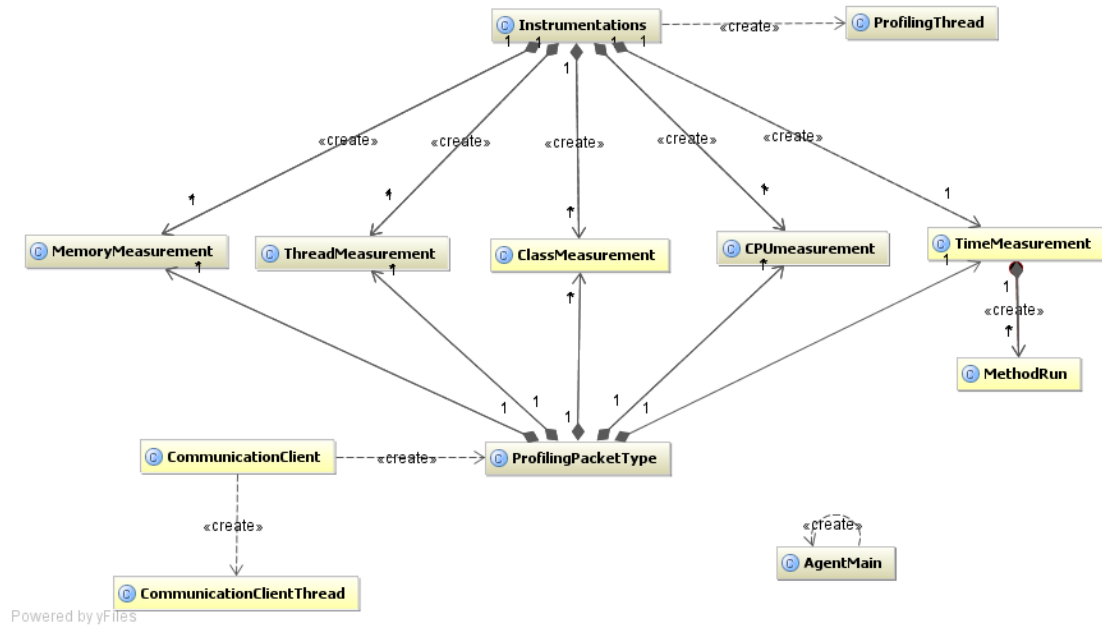 C Instrumentations
«create»
C ProfilingThread
1 1 1 1 1
«create»
«create»
«create»
«create»
«create»
* * * * 1
C MemoryMeasurement
C ThreadMeasurement
C ClassMeasurement
C CPUmeasurement
C TimeMeasurement
* * * * 1
1
«create»
*
C MethodRun
1 1 1 1 1
C CommunicationClient
«create»
C ProfilingPacketType
«create»
«create»
C AgentMain
C CommunicationClientThread
Powered by yFiles